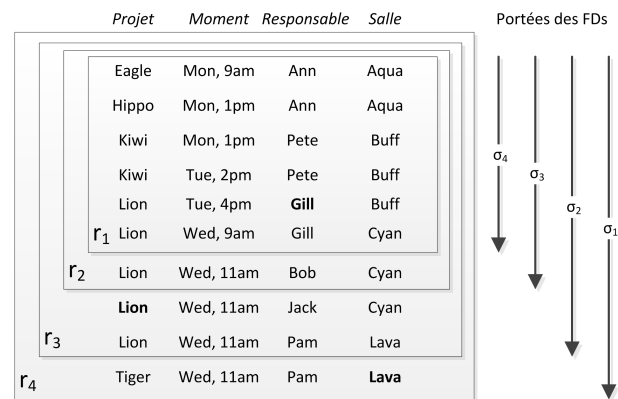 Projet Moment Responsable Salle Portées des FDs
Eagle Mon, 9am Ann Aqua
Hippo Mon, 1pm Ann Aqua
Kiwi Mon, 1pm Pete Buff
σ4
Kiwi Tue, 2pm Pete Buff
σ3
Lion Tue, 4pm Gill Buff
σ2
r1 Lion Wed, 9am Gill Cyan
σ1
r2 Lion Wed, 11am Bob Cyan
Lion Wed, 11am Jack Cyan
r3 Lion Wed, 11am Pam Lava
r4 Tiger Wed, 11am Pam Lava